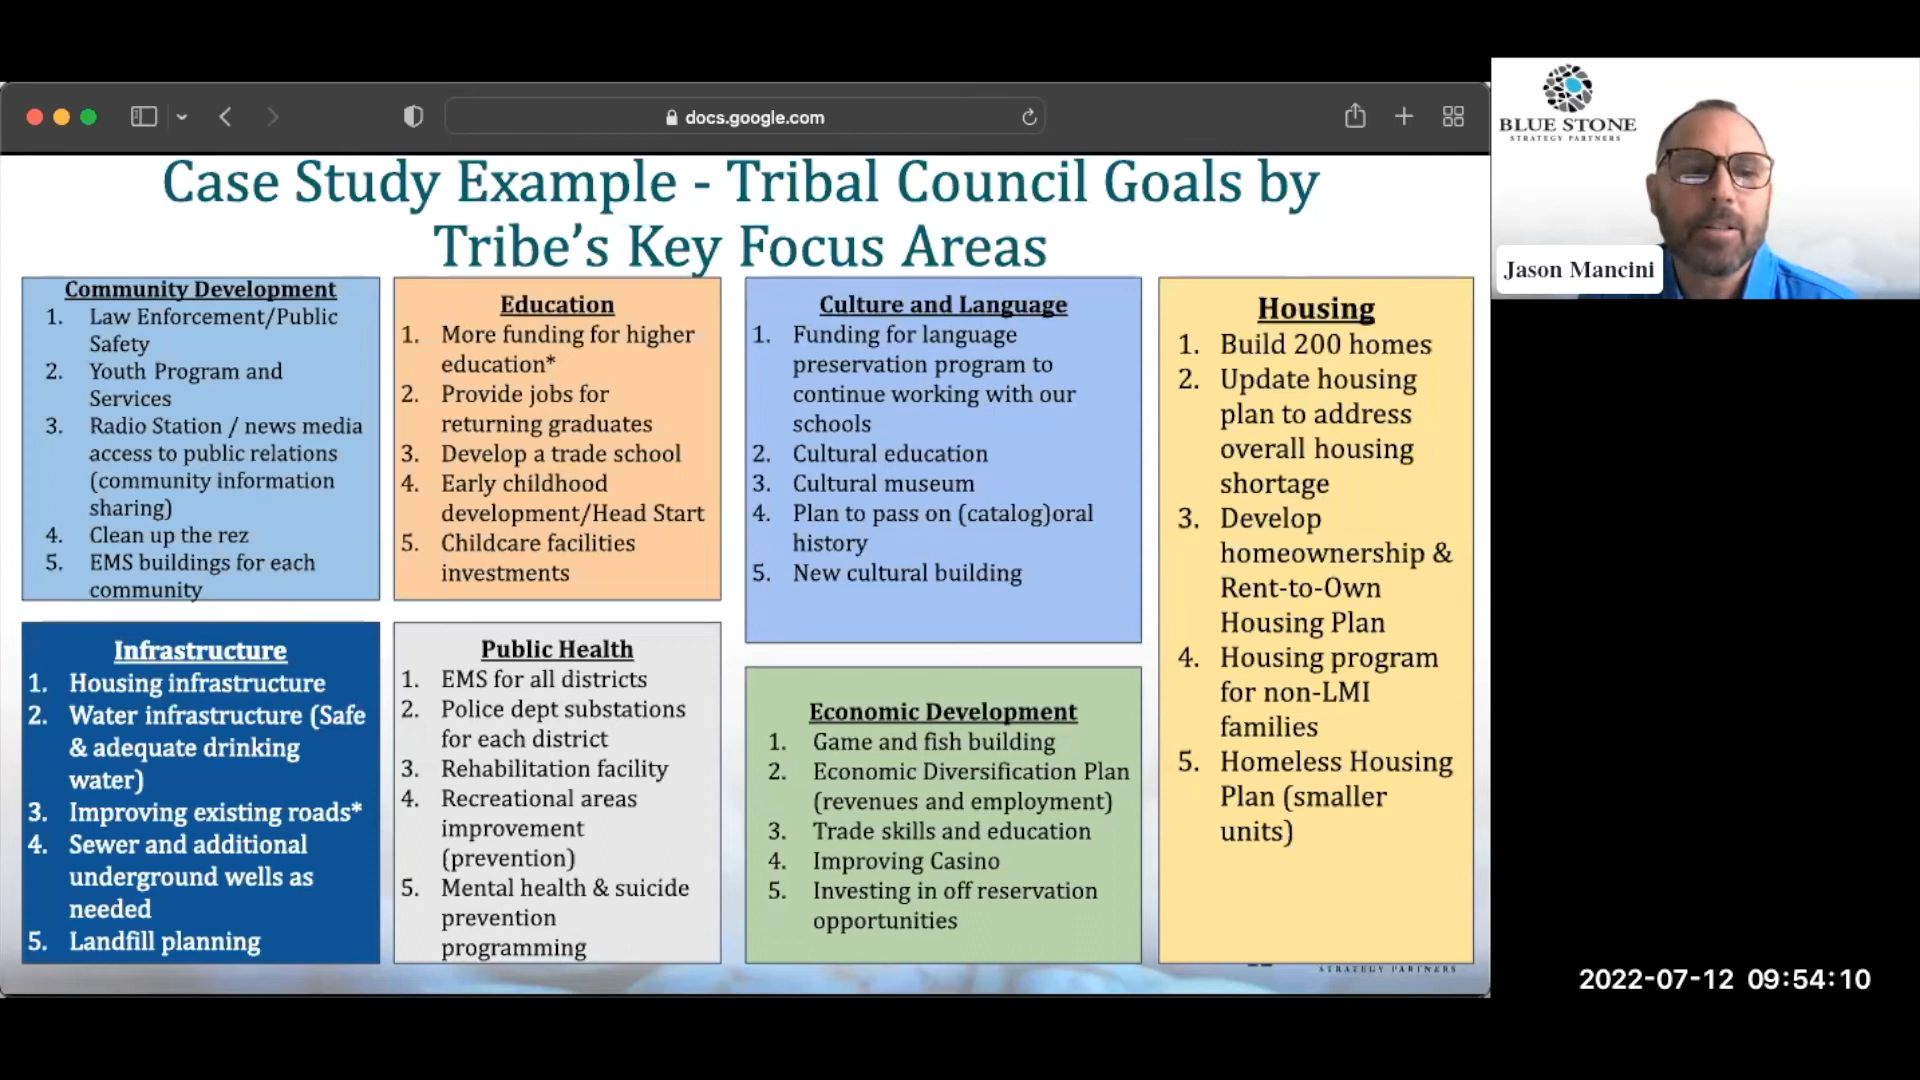 docs.google.com
Case Study Example - Tribal Council Goals by
Tribe's Key Focus Areas
Community Development
1. Law Enforcement/Public
Safety
2. Youth Program and
Services
3. Radio Station / news media
access to public relations
(community information
sharing)
4. Clean up the rez
5. EMS buildings for each
community
Education
1. More funding for higher
education*
2. Provide jobs for
returning graduates
3. Develop a trade school
4. Early childhood
development/Head Start
5. Childcare facilities
investments
Culture and Language
1. Funding for language
preservation program to
continue working with our
schools
2. Cultural education
3. Cultural museum
4. Plan to pass on (catalog)oral
history
5. New cultural building
Housing
1. Build 200 homes
2. Update housing
plan to address
overall housing
shortage
3. Develop
homeownership &
Rent-to-Own
Housing Plan
4. Housing program
for non-LMI
families
5. Homeless Housing
Plan (smaller
units)
Infrastructure
1. Housing infrastructure
2. Water infrastructure (Safe
& adequate drinking
water)
3. Improving existing roads*
4. Sewer and additional
underground wells as
needed
5. Landfill planning
Public Health
1. EMS for all districts
2. Police dept substations
for each district
3. Rehabilitation facility
4. Recreational areas
improvement
(prevention)
5. Mental health & suicide
prevention
programming
Economic Development
1. Game and fish building
2. Economic Diversification Plan
(revenues and employment)
3. Trade skills and education
4. Improving Casino
5. Investing in off reservation
opportunities
STRATEGY PARTNERS
BLUE STONE
STRATEGY PARTNERS
Jason Mancini
2022-07-12 09:54:10